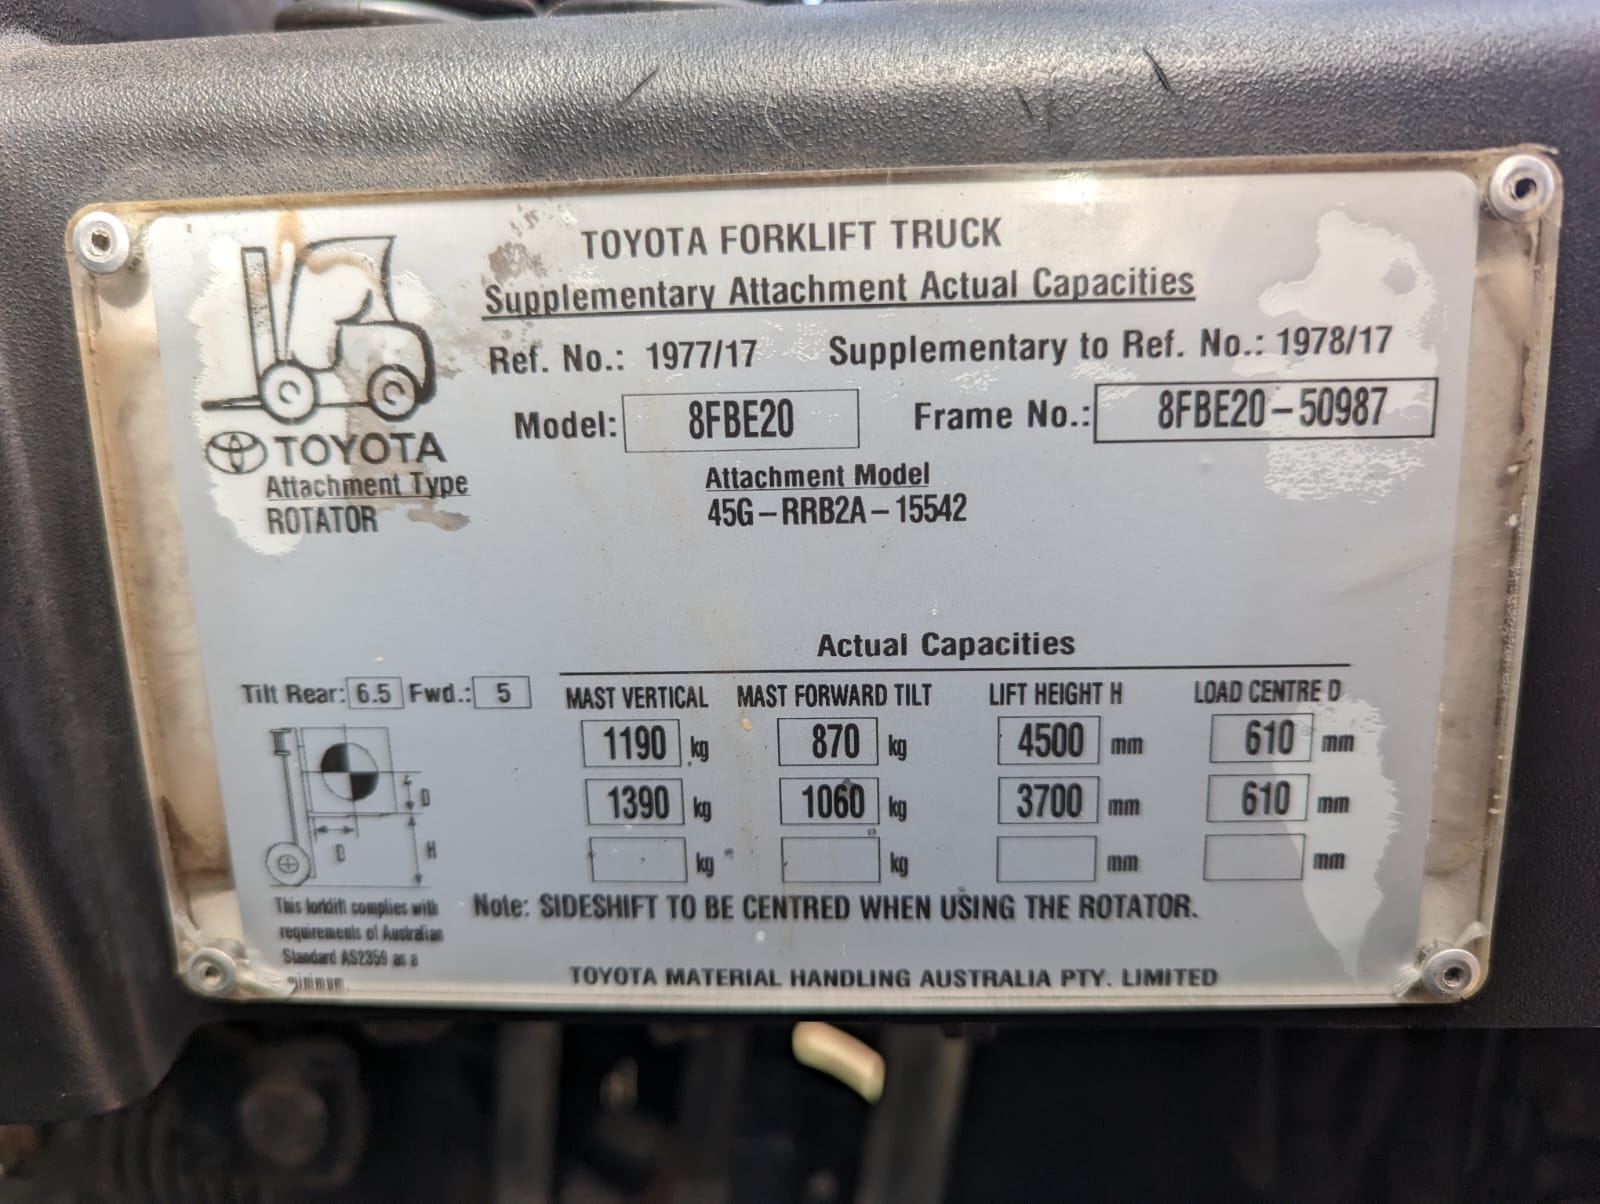 TOYOTA FORKLIFT TRUCK
Supplementary Attachment Actual Capacities
Ref. No.: 1977/17 Supplementary to Ref. No.: 1978/17
Model: 8FBE20 Frame No.: 8FBE20-50987
TOYOTA
Attachment Type
ROTATOR
Attachment Model
45G-RRB2A-15542
Actual Capacities
Tilt Rear: 6.5 Fwd.: 5
MAST VERTICAL MAST FORWARD TILT LIFT HEIGHT H LOAD CENTRE D
1190 kg 870 kg 4500 mm 610 mm
1390 kg 1060 kg 3700 mm 610 mm
kg kg mm mm
D
D H
This forklift complies with
requirements of Australian
Standard AS2359 as a
minimum.
Note: SIDESHIFT TO BE CENTRED WHEN USING THE ROTATOR.
TOYOTA MATERIAL HANDLING AUSTRALIA PTY. LIMITED